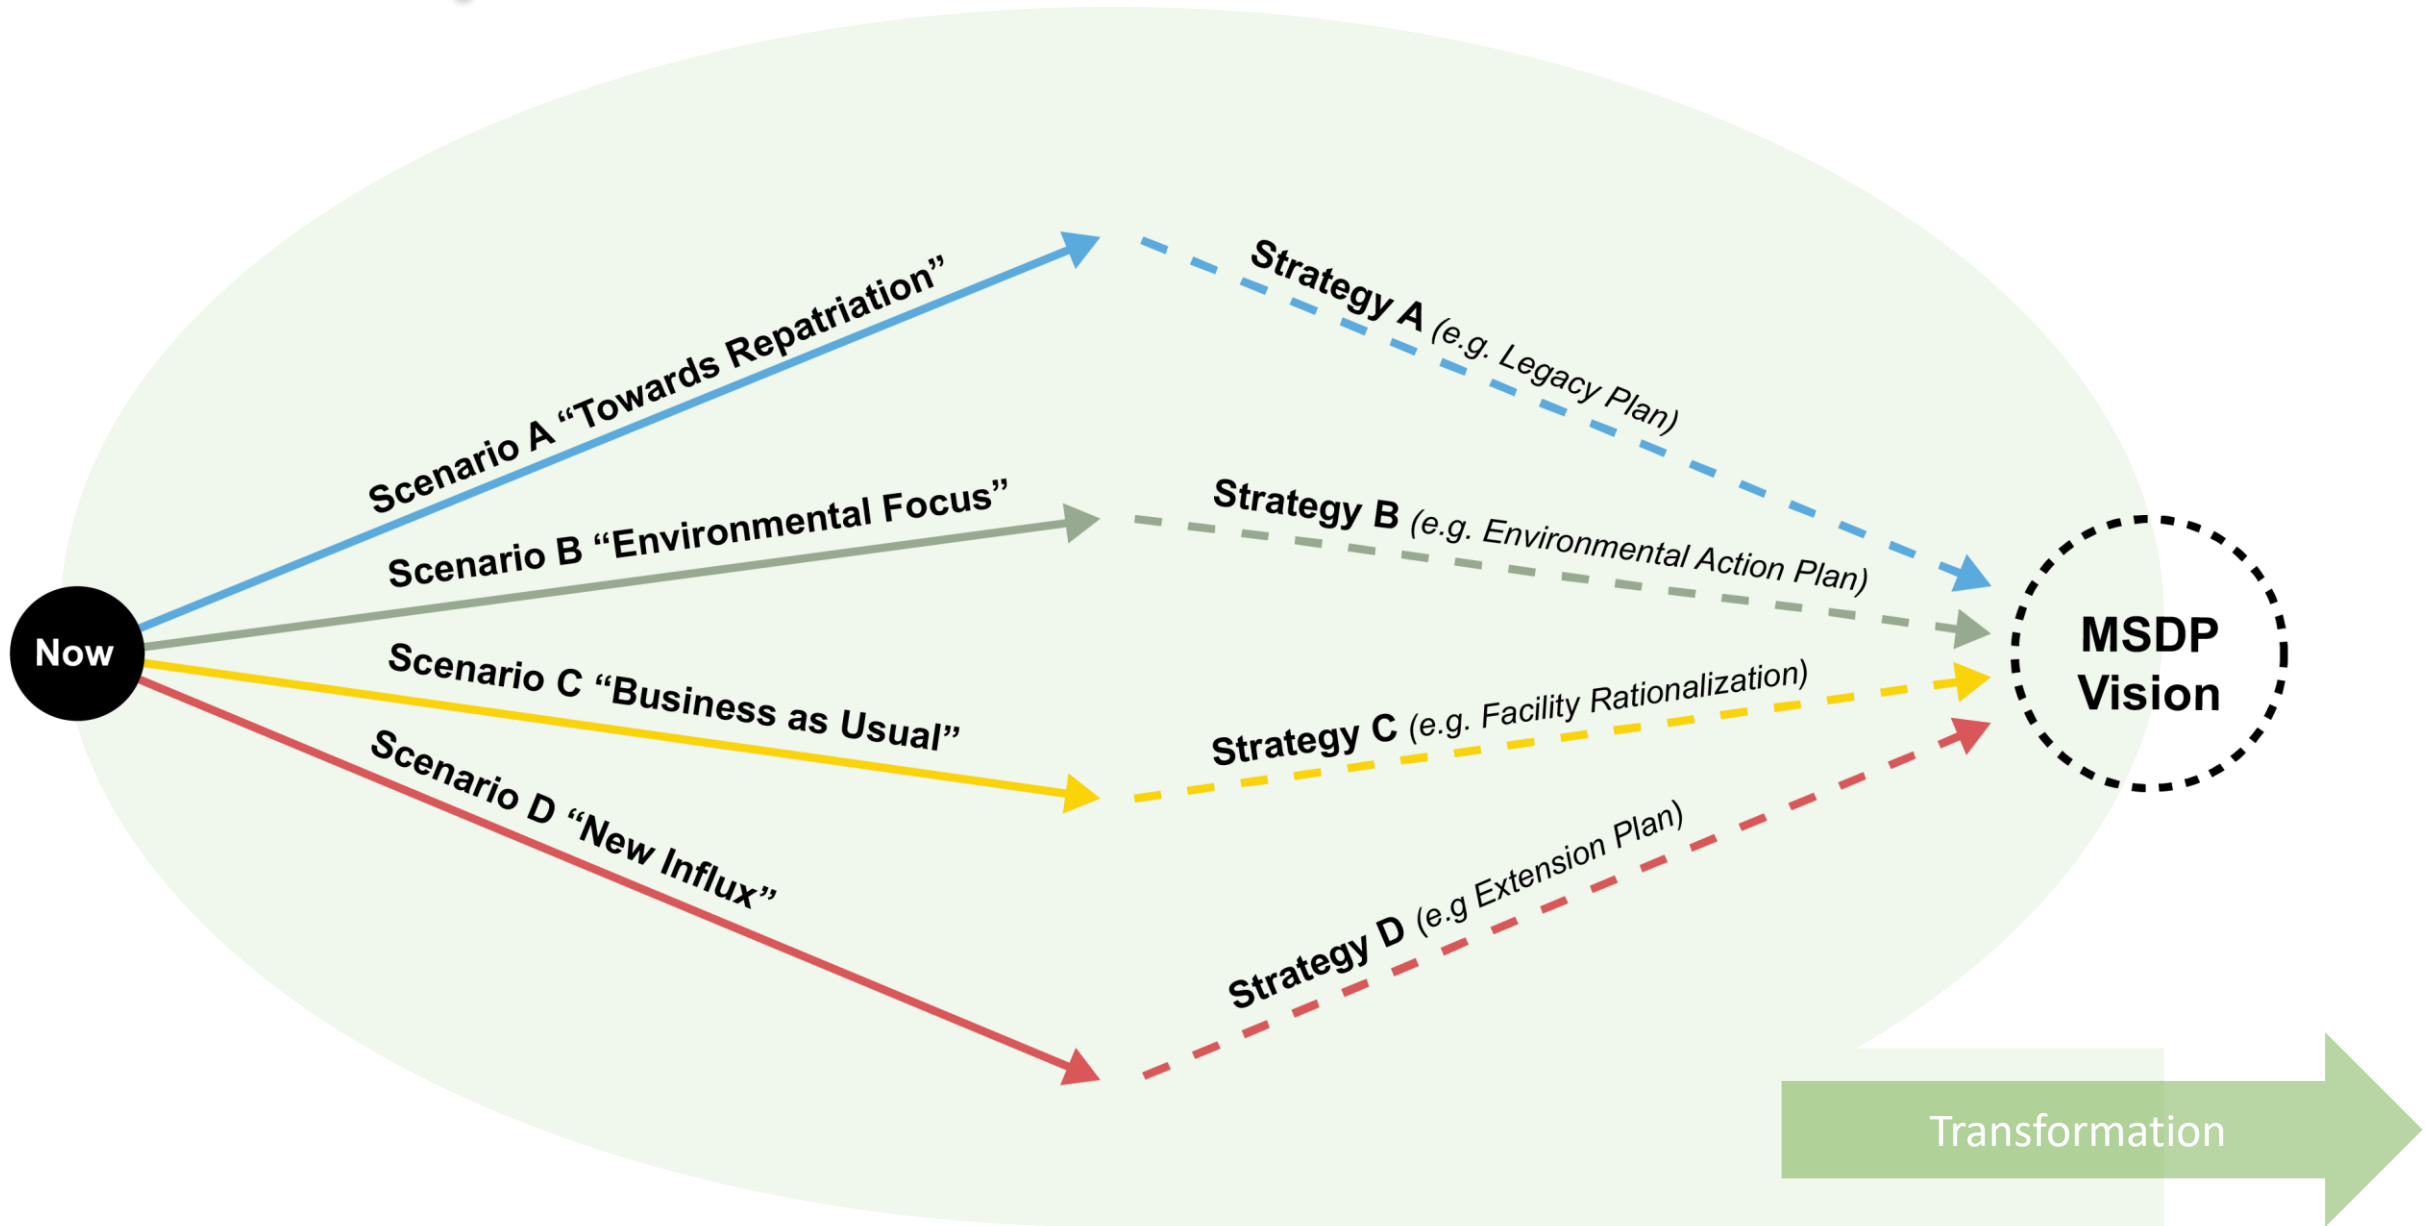 Scenario A “Towards Repatriation”
Strategy A (e.g. Legacy Plan)
Scenario B “Environmental Focus”
Strategy B (e.g. Environmental Action Plan)
Now
Scenario C “Business as Usual”
Strategy C (e.g. Facility Rationalization)
MSDP
Vision
Scenario D “New Influx”
Strategy D (e.g Extension Plan)
Transformation